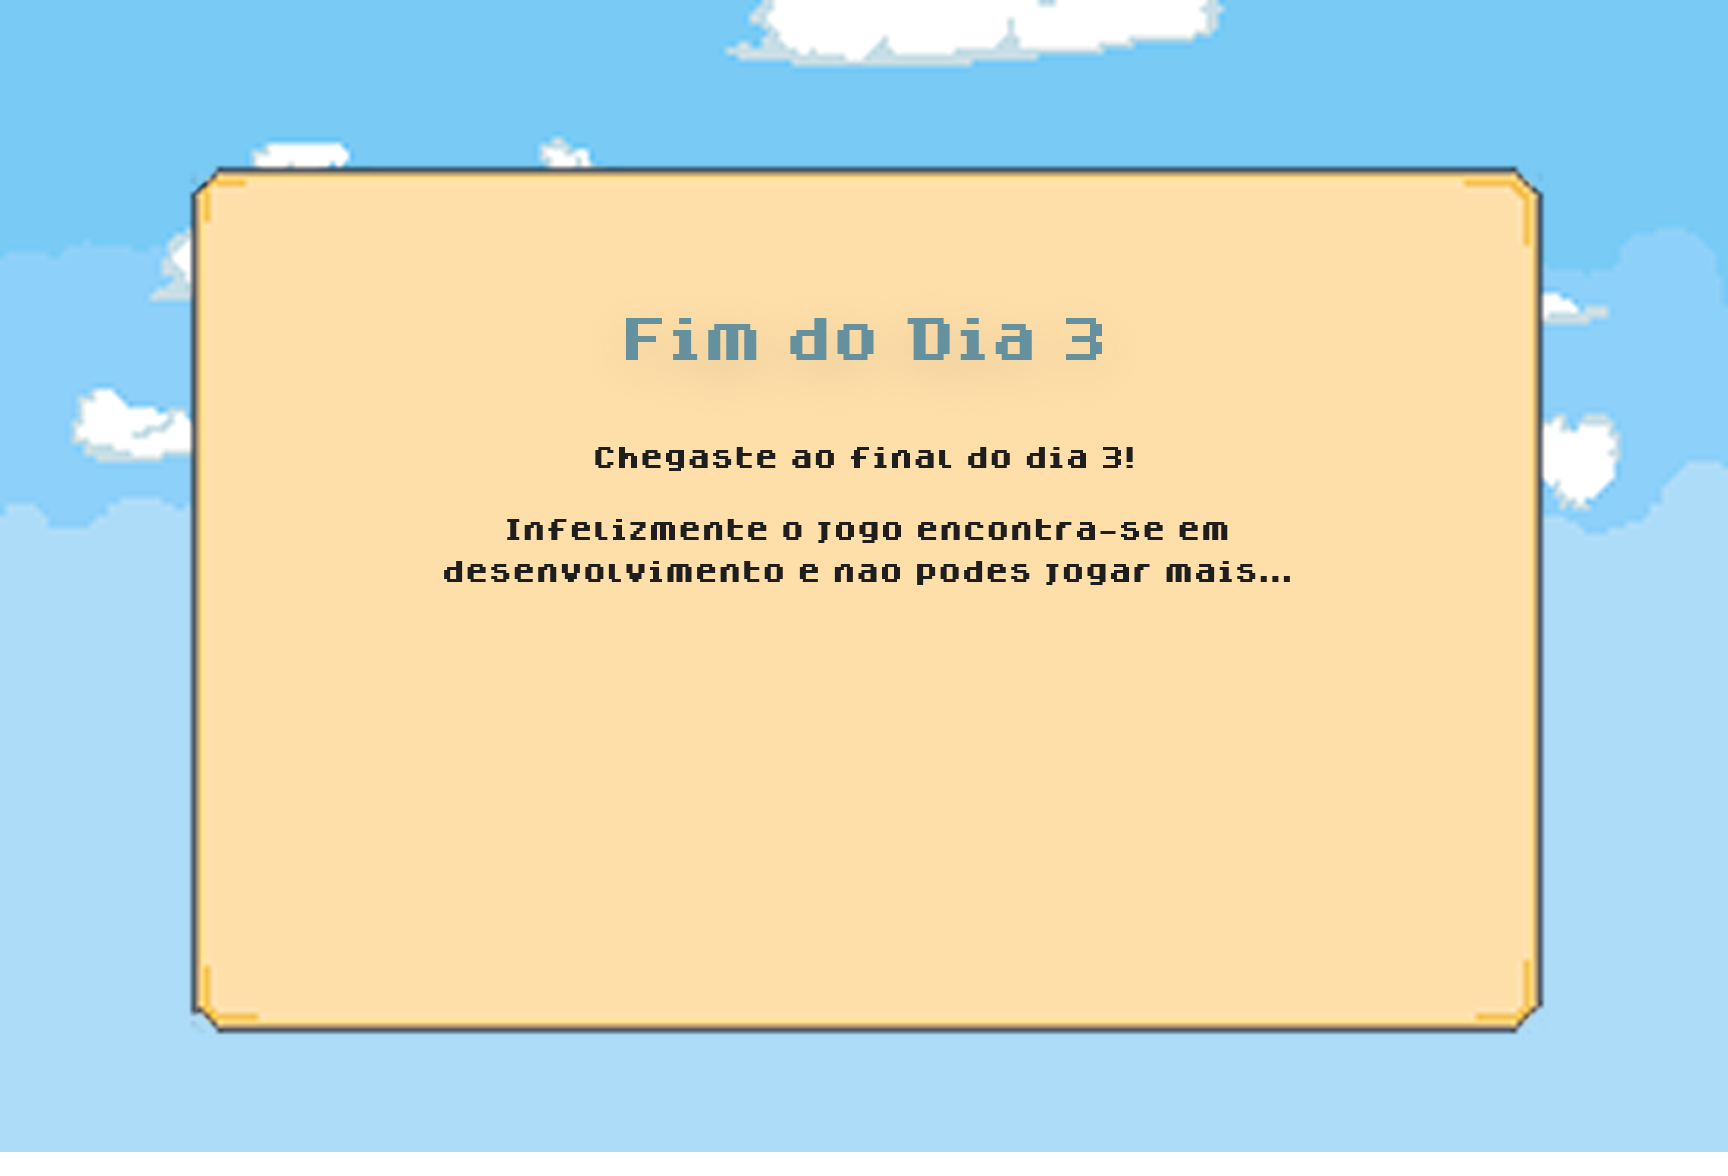 Fim do Dia 3
Chegaste ao final do dia 3!
Infelizmente o jogo encontra-se em
desenvolvimento e nao podes jogar mais...